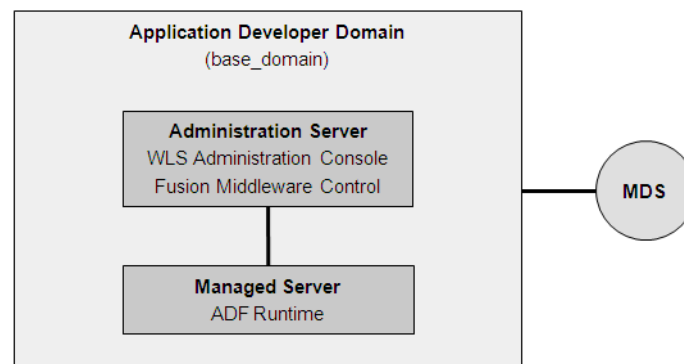 Application Developer Domain
(base_domain)
Administration Server
WLS Administration Console
Fusion Middleware Control
MDS
Managed Server
ADF Runtime